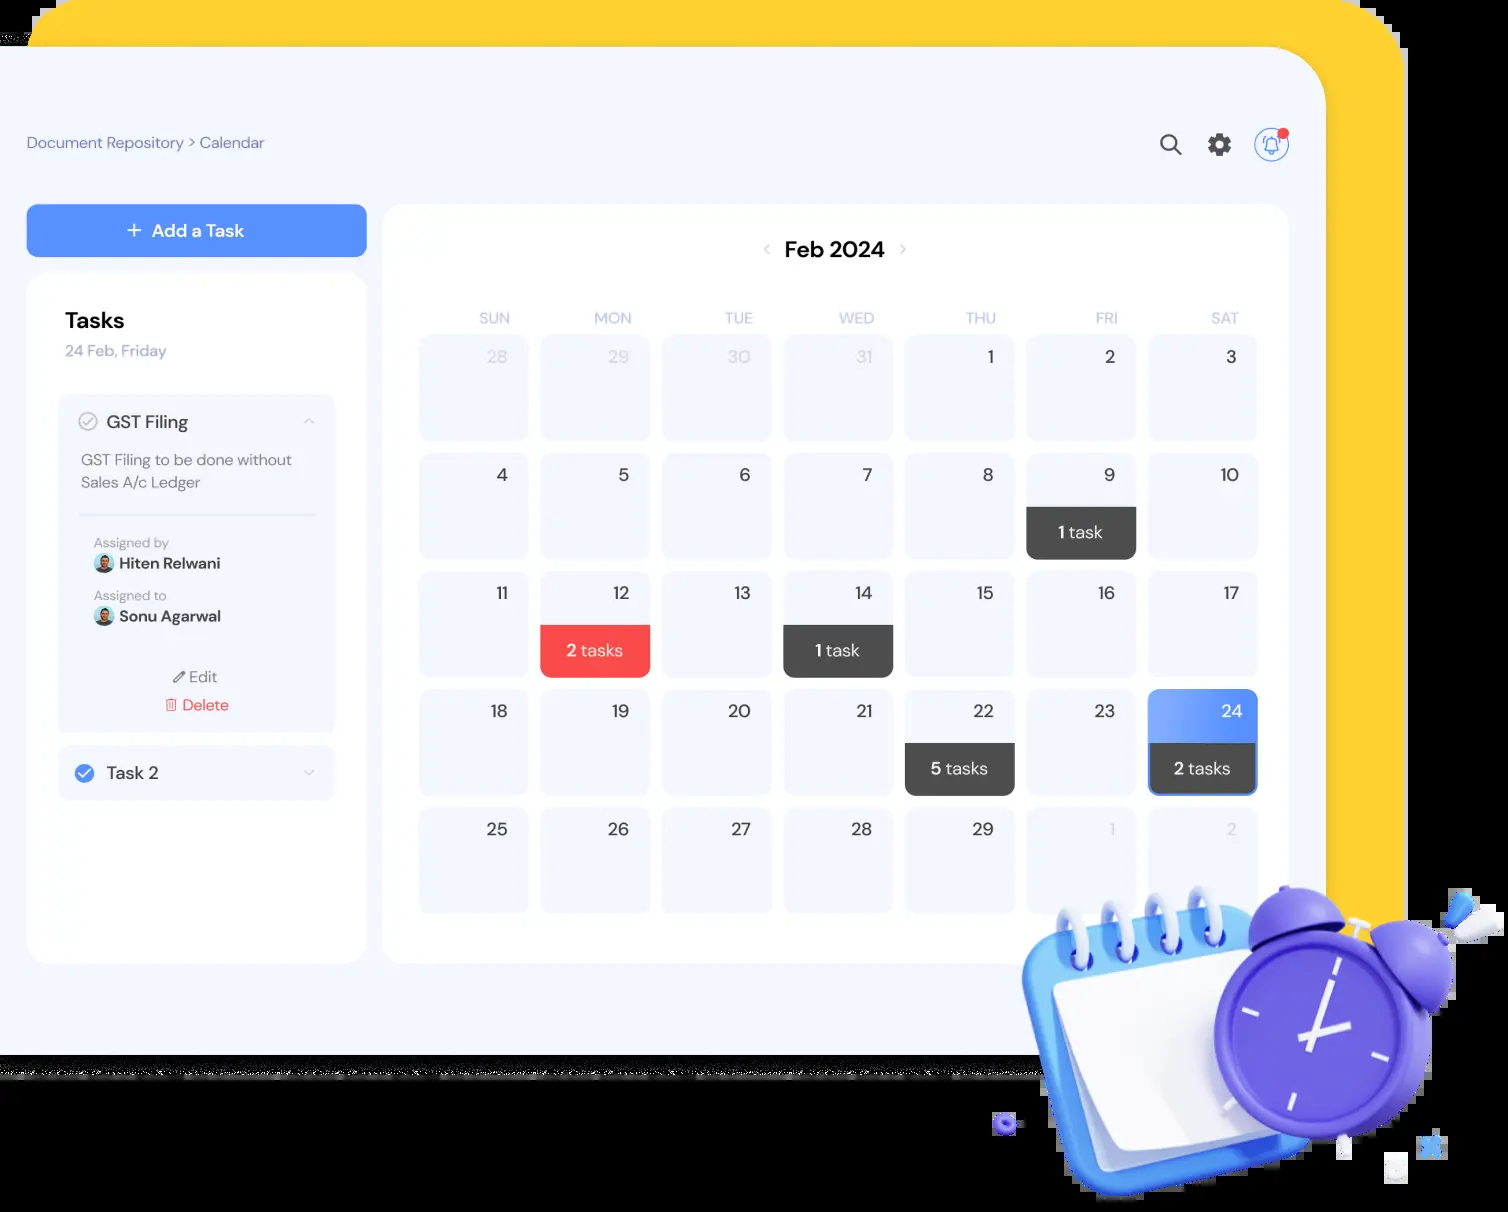 Document Repository > Calendar
+ Add a Task
Tasks
24 Feb, Friday
GST Filing
GST Filing to be done without
Sales A/c Ledger
Assigned by
Hiten Relwani
Assigned to
Sonu Agarwal
Edit
Delete
Task 2
< Feb 2024 >
SUN MON TUE WED THU FRI SAT
28 29 30 31 1 2 3
4 5 6 7 8 9 10
1 task
11 12 13 14 15 16 17
2 tasks 1 task
18 19 20 21 22 23 24
5 tasks 2 tasks
25 26 27 28 29 1 2